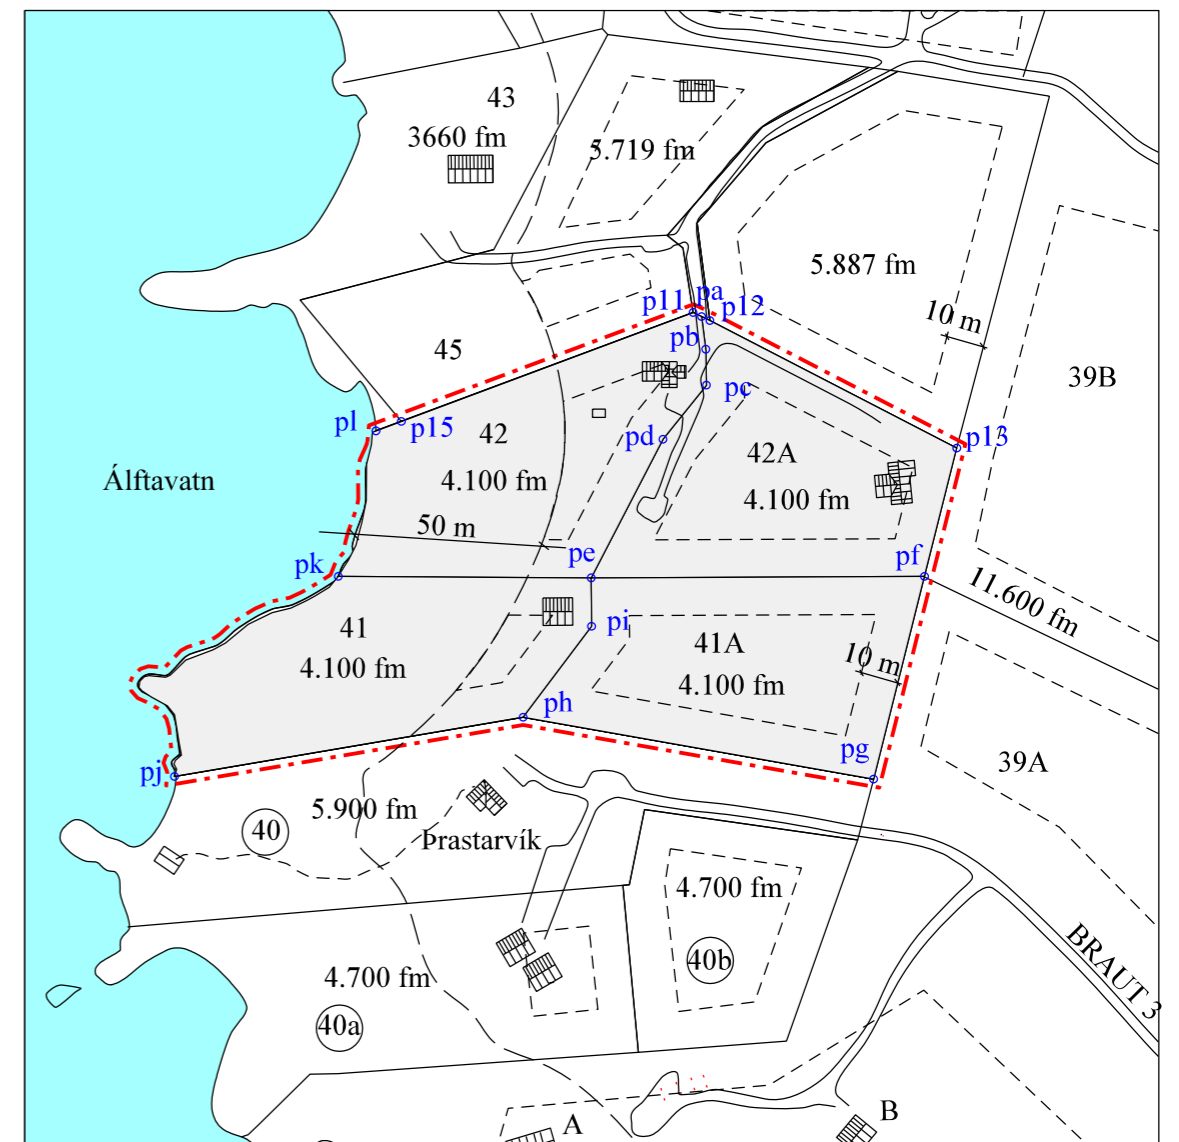 43
3660 fm
5.719 fm
5.887 fm
10 m
39B
p11
pa
p12
pb
45
pc
pl
p15
42
pd
p13
42A
4.100 fm
4.100 fm
Álftavatn
50 m
pe
pf
pk
11.600 fm
41
pi
41A
10 m
4.100 fm
4.100 fm
ph
pg
pj
39A
5.900 fm
40
Þrastarvík
4.700 fm
40b
BRAUT 3
4.700 fm
40a
A
B